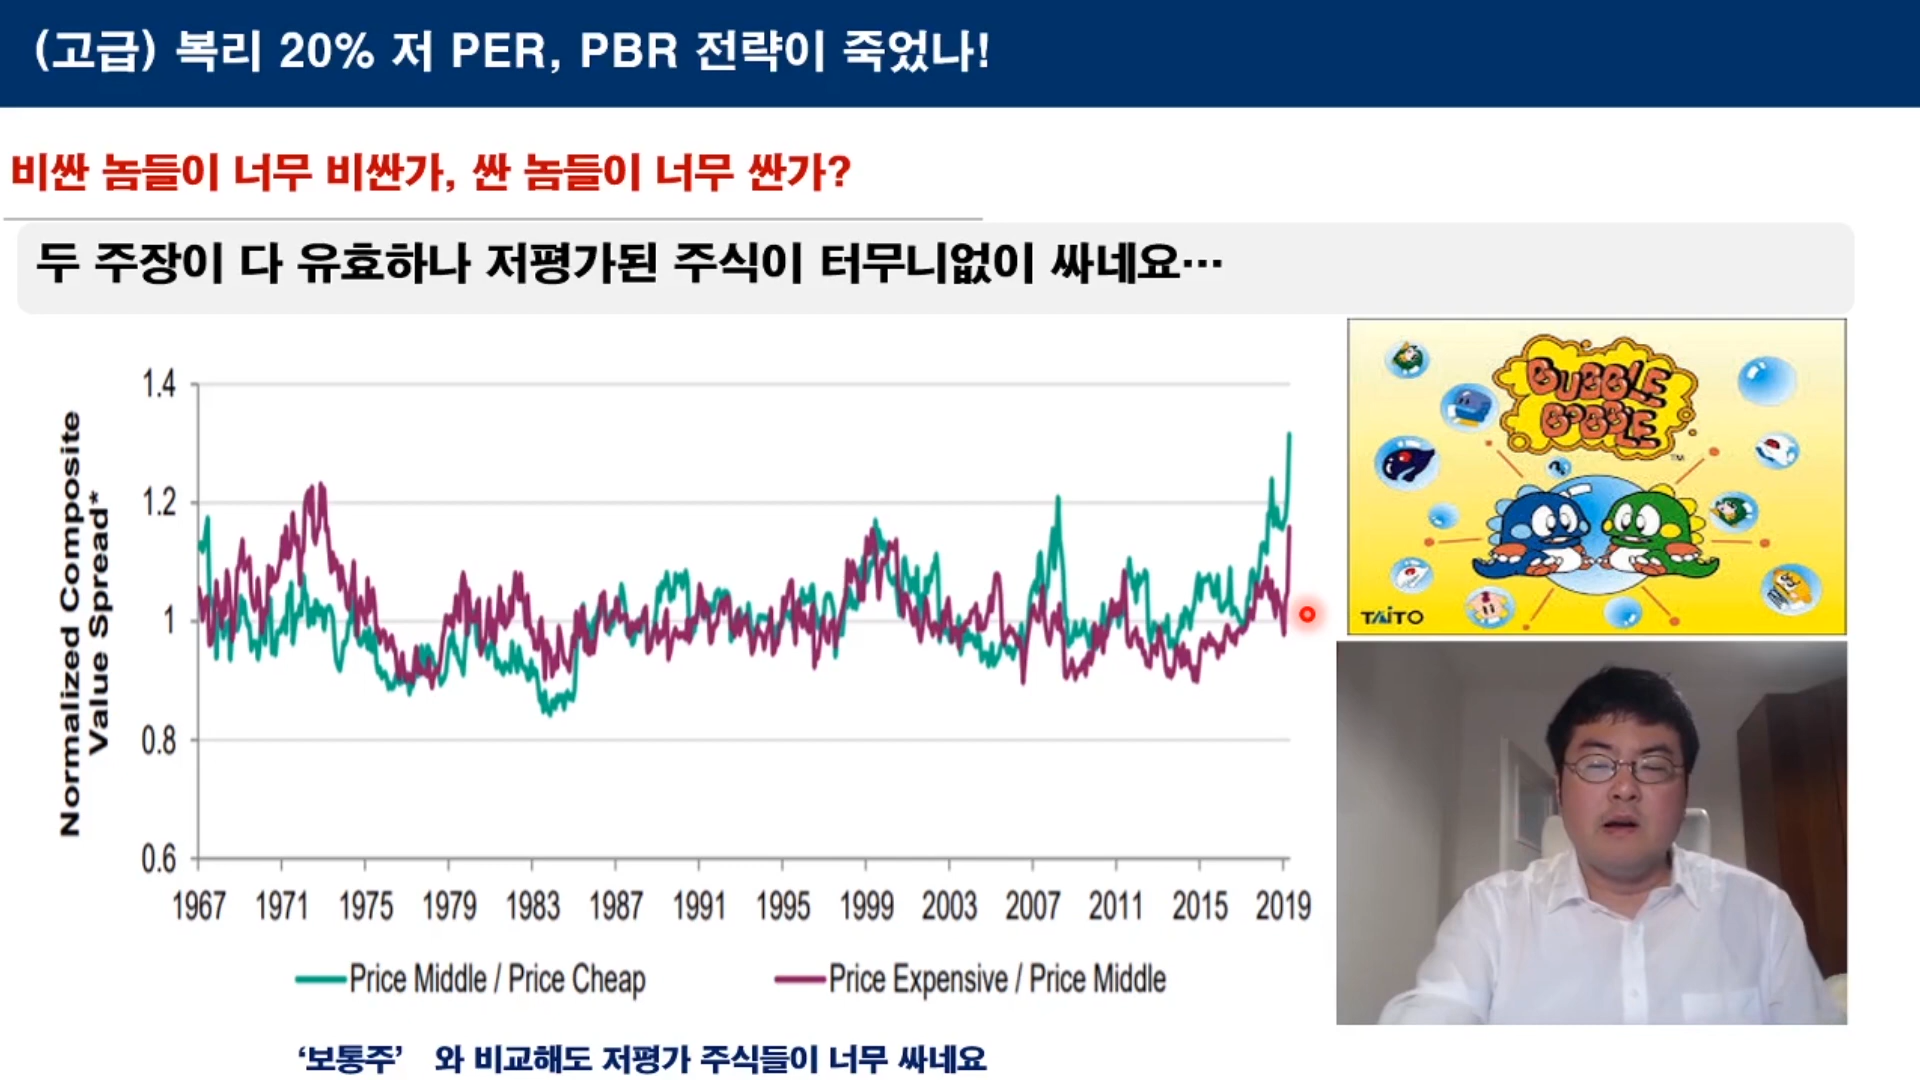 (고급) 복리 20% 저 PER, PBR 전략이 죽었나!
비싼 놈들이 너무 비싼가, 싼 놈들이 너무 싼가?
두 주장이 다 유효하나 저평가된 주식이 터무니없이 싸네요…
Normalized Composite
Value Spread*
1.4
1.2
1
0.8
0.6
1967 1971 1975 1979 1983 1987 1991 1995 1999 2003 2007 2011 2015 2019
Price Middle / Price Cheap
Price Expensive / Price Middle
BUBBLE
BOBBLE
TM
TAITO
‘보통주’ 와 비교해도 저평가 주식들이 너무 싸네요